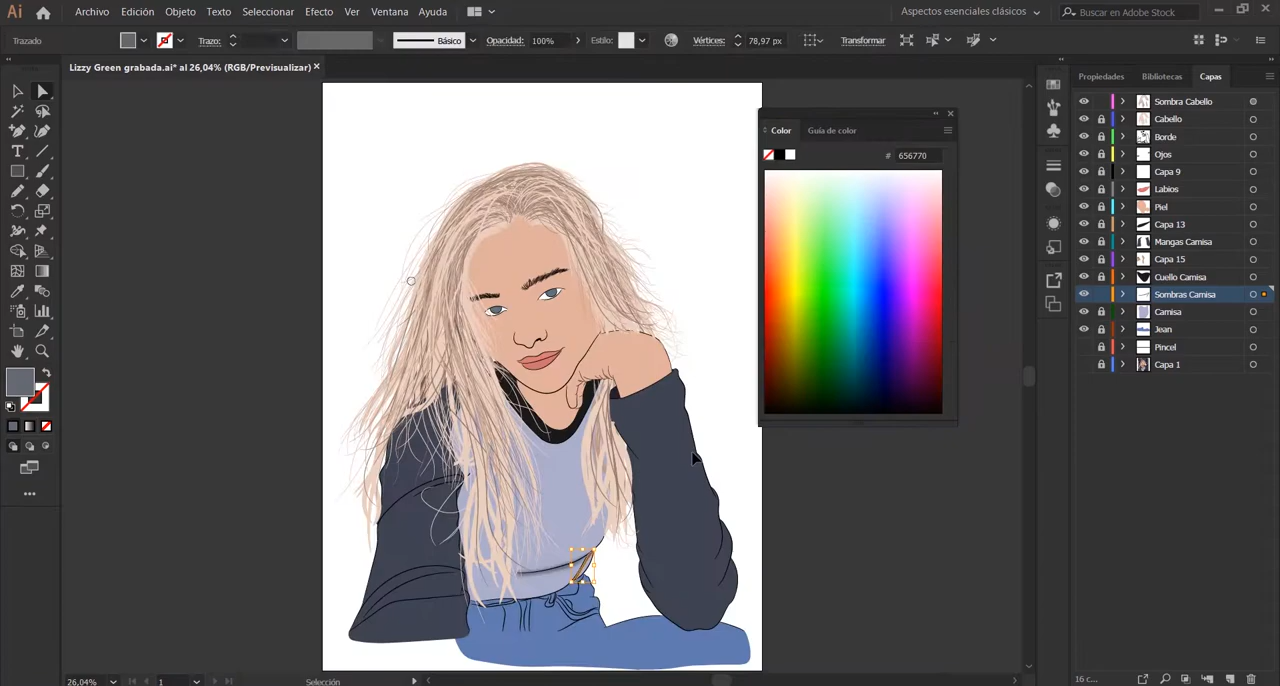 Ai Archivo Edición Objeto Texto Seleccionar Efecto Ver Ventana Ayuda Aspectos esenciales clásicos Buscar en Adobe Stock
Trazado Trazo: Básico Opacidad: 100% Estilo: Vértices: 78,97 px Transformar
Lizzy Green grabada.ai* al 26,04% (RGB/Previsualizar)
Propiedades Bibliotecas Capas
Color Guía de color
# 656770
Sombra Cabello
Cabello
Borde
Ojos
Capa 9
Labios
Piel
Capa 13
Mangas Camisa
Capa 15
Cuello Camisa
Sombras Camisa
Camisa
Jean
Pincel
Capa 1
26,04% 1 Selección 16 c...